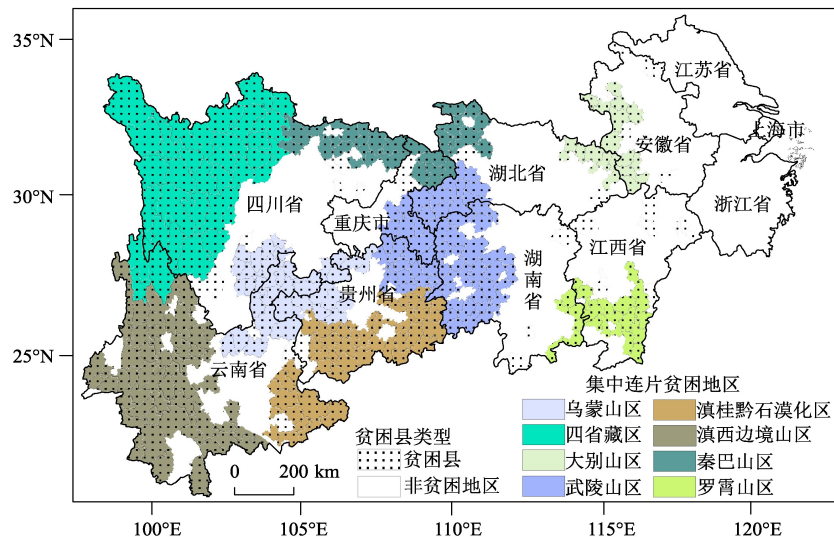 35°N
30°N
25°N
100°E
105°E
110°E
115°E
120°E
江苏省
上海市
安徽省
浙江省
湖北省
四川省
重庆市
湖南省
江西省
贵州省
云南省
集中连片贫困地区
乌蒙山区
滇桂黔石漠化区
四省藏区
滇西边境山区
大别山区
秦巴山区
武陵山区
罗霄山区
贫困县类型
贫困县
非贫困地区
0 200 km